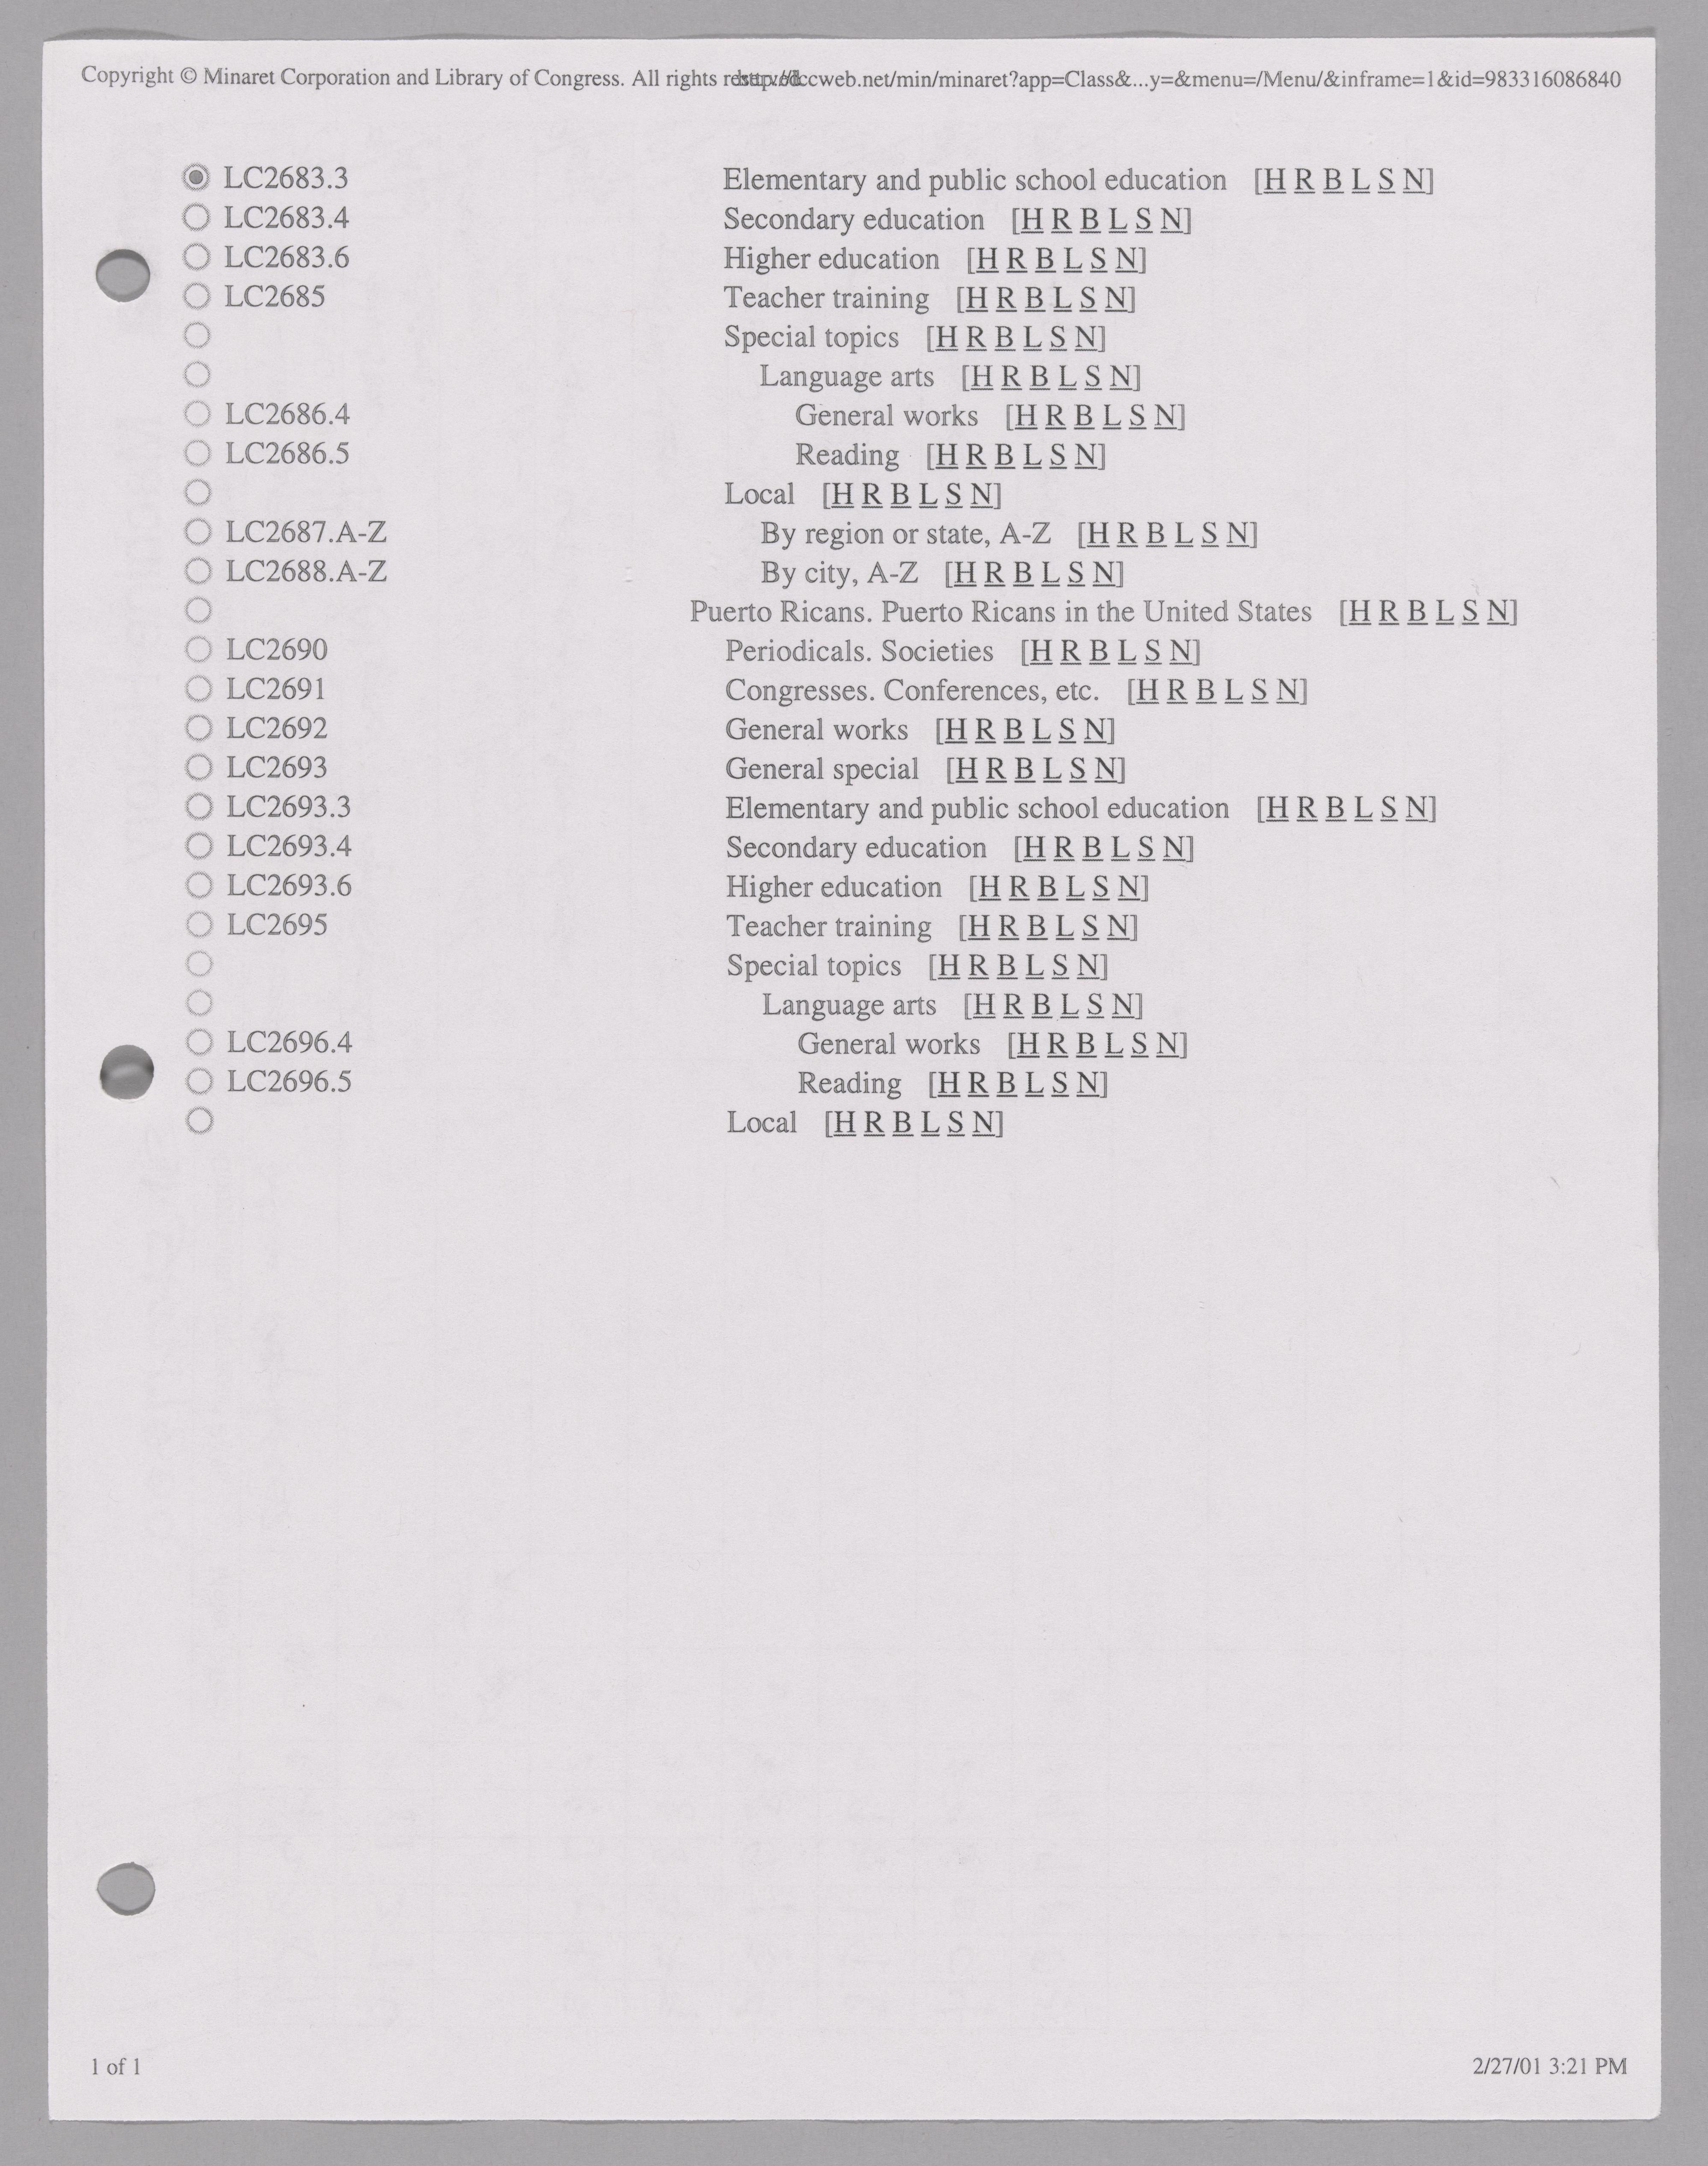 Copyright © Minaret Corporation and Library of Congress. All rights reserved. http://lccweb.net/min/minaret?app=Class&...y=&menu=/Menu/&inframe=1&id=983316086840
LC2683.3 Elementary and public school education [H R B L S N]
LC2683.4 Secondary education [H R B L S N]
LC2683.6 Higher education [H R B L S N]
LC2685 Teacher training [H R B L S N]
Special topics [H R B L S N]
Language arts [H R B L S N]
LC2686.4 General works [H R B L S N]
LC2686.5 Reading [H R B L S N]
Local [H R B L S N]
LC2687.A-Z By region or state, A-Z [H R B L S N]
LC2688.A-Z By city, A-Z [H R B L S N]
Puerto Ricans. Puerto Ricans in the United States [H R B L S N]
LC2690 Periodicals. Societies [H R B L S N]
LC2691 Congresses. Conferences, etc. [H R B L S N]
LC2692 General works [H R B L S N]
LC2693 General special [H R B L S N]
LC2693.3 Elementary and public school education [H R B L S N]
LC2693.4 Secondary education [H R B L S N]
LC2693.6 Higher education [H R B L S N]
LC2695 Teacher training [H R B L S N]
Special topics [H R B L S N]
Language arts [H R B L S N]
LC2696.4 General works [H R B L S N]
LC2696.5 Reading [H R B L S N]
Local [H R B L S N]
1 of 1
2/27/01 3:21 PM